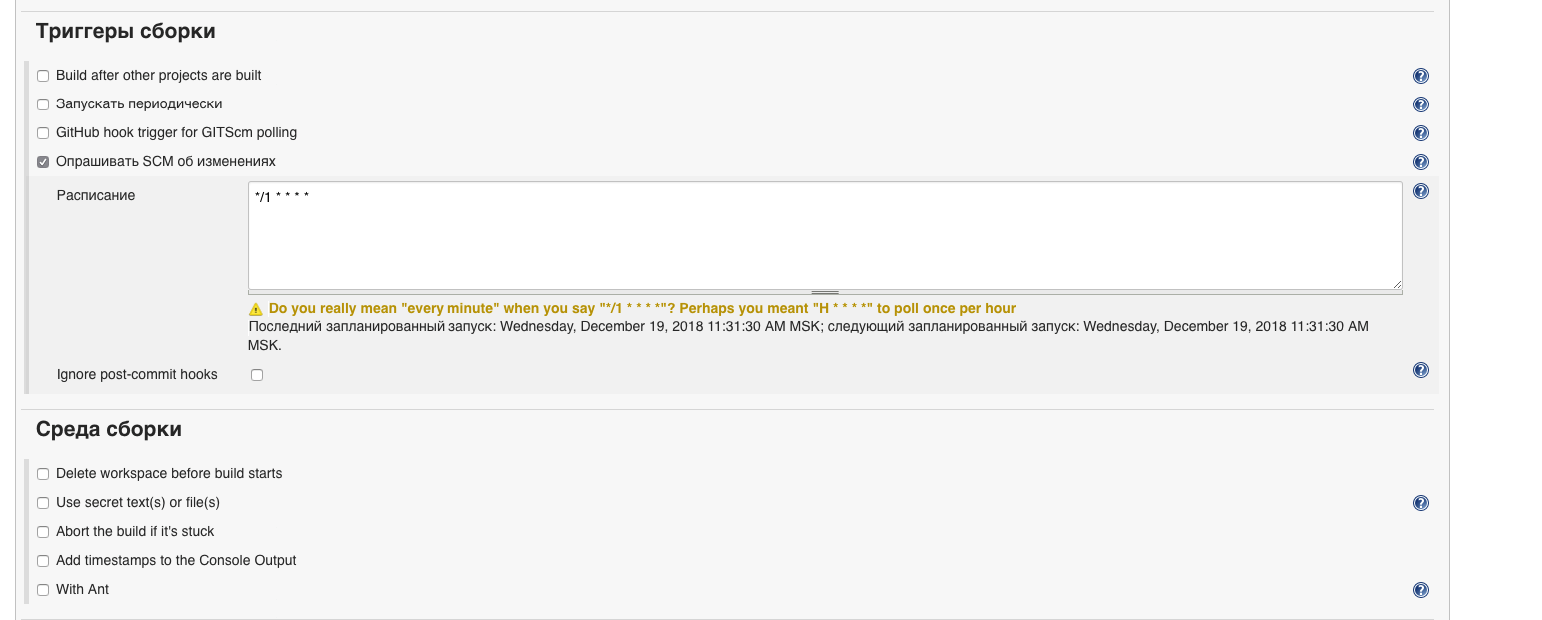 Триггеры сборки
Build after other projects are built
Запускать периодически
GitHub hook trigger for GITScm polling
Опрашивать SCM об изменениях
Расписание
*/1 * * * *
Do you really mean "every minute" when you say "*/1 * * * *"? Perhaps you meant "H * * * *" to poll once per hour
Последний запланированный запуск: Wednesday, December 19, 2018 11:31:30 AM MSK; следующий запланированный запуск: Wednesday, December 19, 2018 11:31:30 AM
MSK.
Ignore post-commit hooks
Среда сборки
Delete workspace before build starts
Use secret text(s) or file(s)
Abort the build if it's stuck
Add timestamps to the Console Output
With Ant